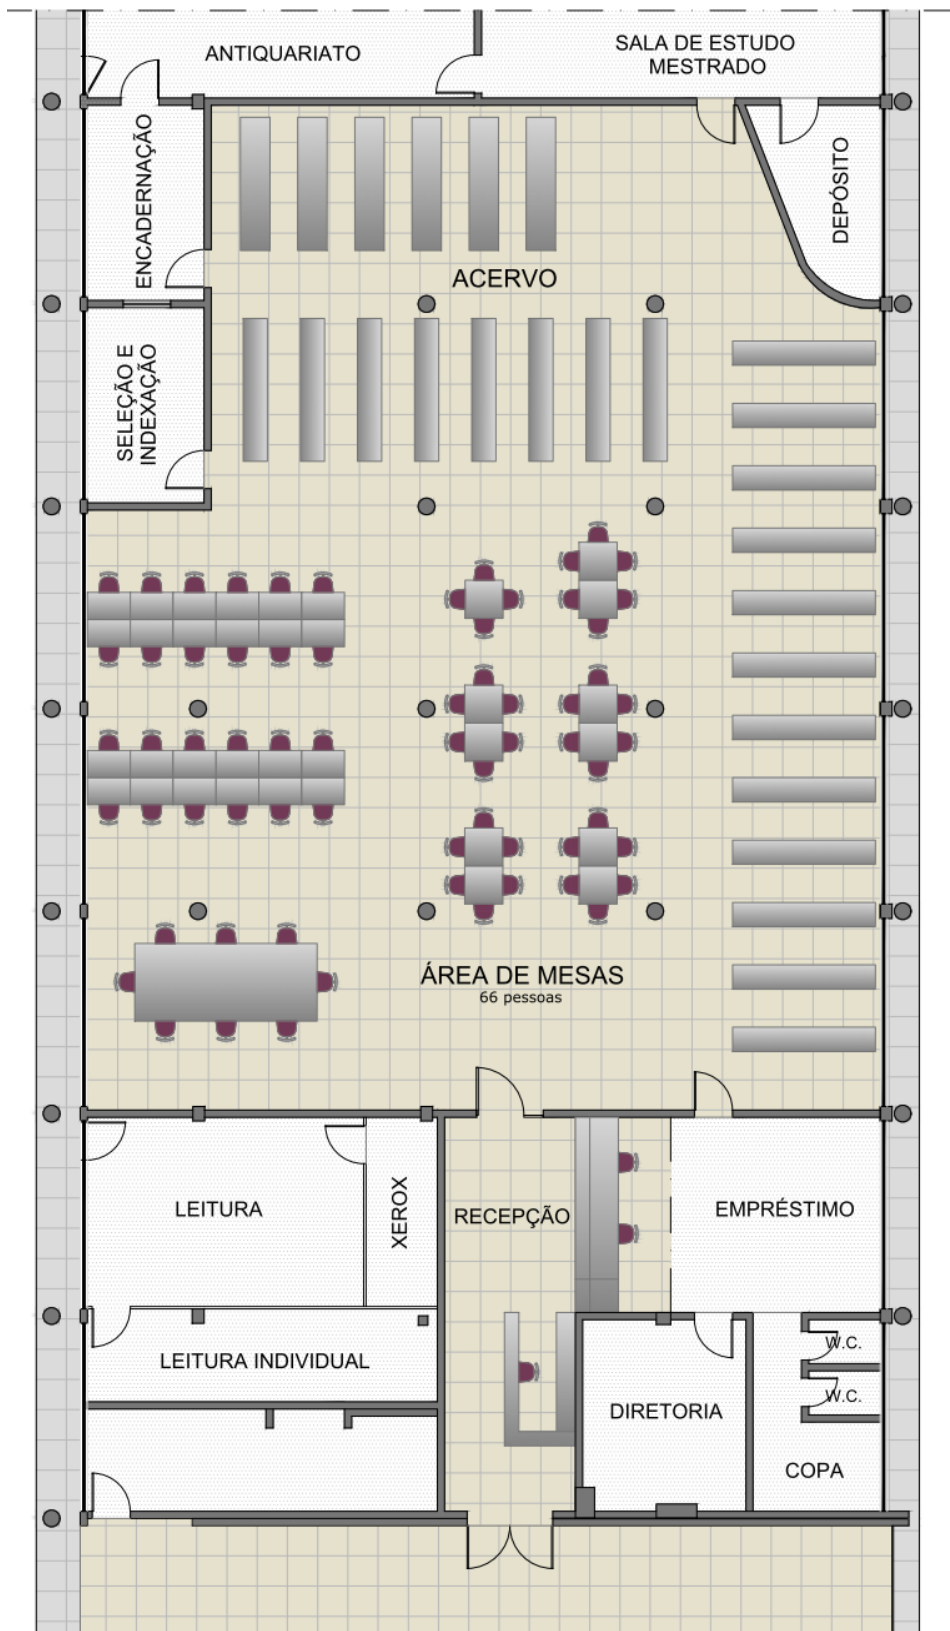 ANTIQUARIATO
SALA DE ESTUDO
MESTRADO
ENCADERNAÇÃO
DEPÓSITO
ACERVO
SELEÇÃO E
INDEXAÇÃO
ÁREA DE MESAS
66 pessoas
LEITURA
XEROX
RECEPÇÃO
EMPRÉSTIMO
LEITURA INDIVIDUAL
W.C.
W.C.
DIRETORIA
COPA